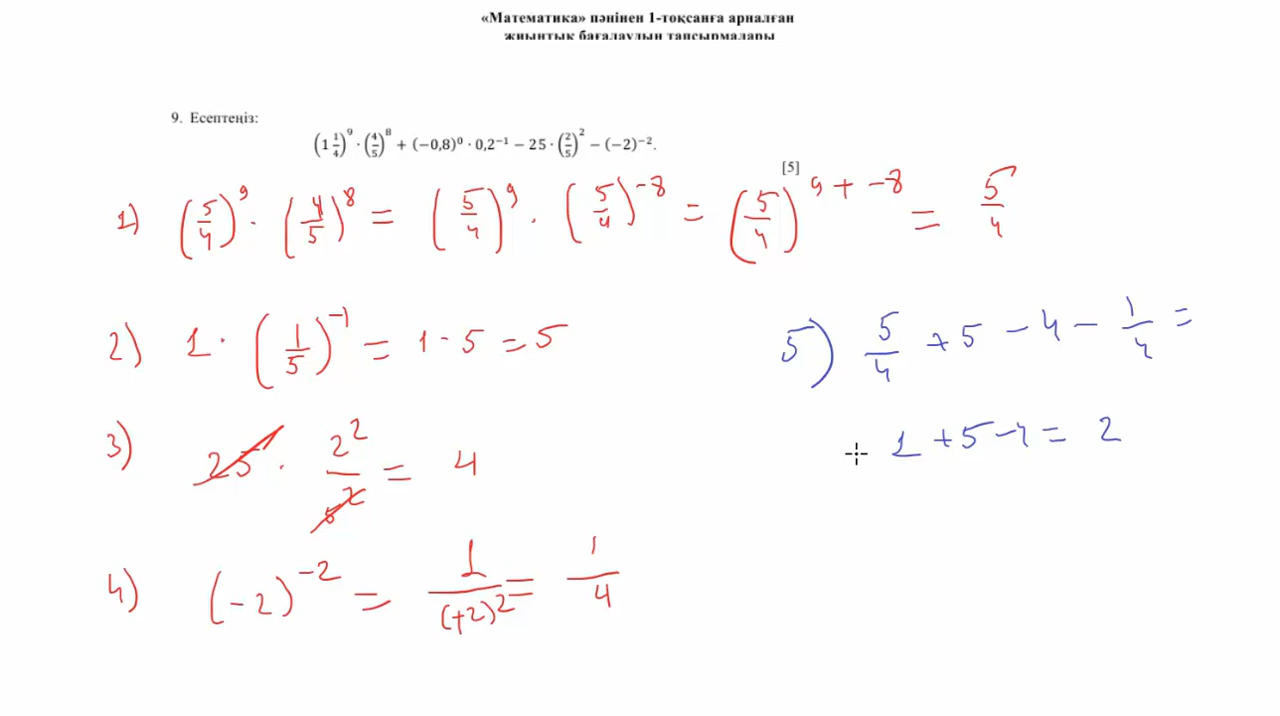 «Математика» пәнінен 1-тоқсанға арналған
жиынтық бағалаудың тапсырмалары
9. Есептеңіз:
(1 1/4)^9 · (4/5)^8 + (−0,8)^0 · 0,2^−1 − 25 · (2/5)^2 − (−2)^−2.
[5]
1) (5/4)^9 · (4/5)^8 = (5/4)^9 · (5/4)^−8 = (5/4)^9+−8 = 5/4
2) 1 · (1/5)^−1 = 1 · 5 = 5
3) 25 · 2^2/5^2 = 4
4) (−2)^−2 = 1/(+2)^2 = 1/4
5) 5/4 + 5 − 4 − 1/4 =
1 + 5 − 4 = 2